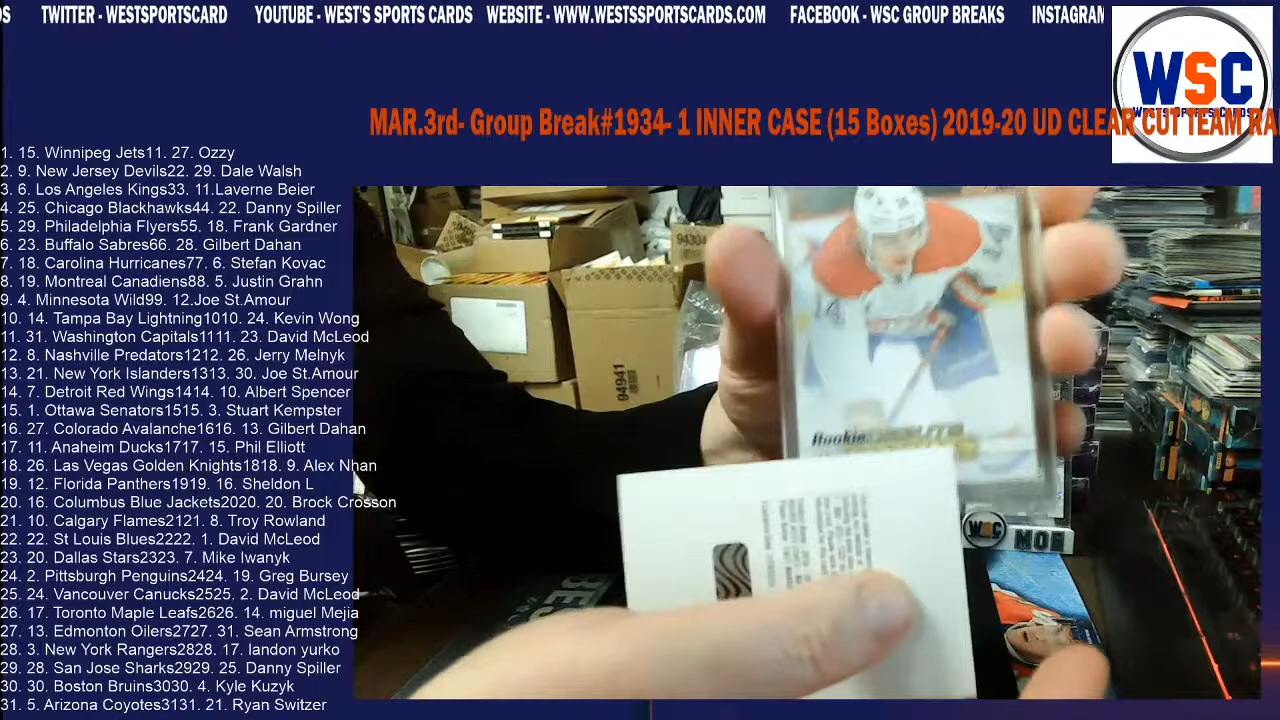 OS TWITTER - WESTSPORTSCARD YOUTUBE - WEST'S SPORTS CARDS WEBSITE - WWW.WESTSSPORTSCARDS.COM FACEBOOK - WSC GROUP BREAKS INSTAGRAM
WSC
West's Sports Cards
MAR.3rd- Group Break#1934- 1 INNER CASE (15 Boxes) 2019-20 UD CLEAR CUT TEAM RA
1. 15. Winnipeg Jets11. 27. Ozzy
2. 9. New Jersey Devils22. 29. Dale Walsh
3. 6. Los Angeles Kings33. 11.Laverne Beier
4. 25. Chicago Blackhawks44. 22. Danny Spiller
5. 29. Philadelphia Flyers55. 18. Frank Gardner
6. 23. Buffalo Sabres66. 28. Gilbert Dahan
7. 18. Carolina Hurricanes77. 6. Stefan Kovac
8. 19. Montreal Canadiens88. 5. Justin Grahn
9. 4. Minnesota Wild99. 12.Joe St.Amour
10. 14. Tampa Bay Lightning1010. 24. Kevin Wong
11. 31. Washington Capitals1111. 23. David McLeod
12. 8. Nashville Predators1212. 26. Jerry Melnyk
13. 21. New York Islanders1313. 30. Joe St.Amour
14. 7. Detroit Red Wings1414. 10. Albert Spencer
15. 1. Ottawa Senators1515. 3. Stuart Kempster
16. 27. Colorado Avalanche1616. 13. Gilbert Dahan
17. 11. Anaheim Ducks1717. 15. Phil Elliott
18. 26. Las Vegas Golden Knights1818. 9. Alex Nhan
19. 12. Florida Panthers1919. 16. Sheldon L
20. 16. Columbus Blue Jackets2020. 20. Brock Crosson
21. 10. Calgary Flames2121. 8. Troy Rowland
22. 22. St Louis Blues2222. 1. David McLeod
23. 20. Dallas Stars2323. 7. Mike Iwanyk
24. 2. Pittsburgh Penguins2424. 19. Greg Bursey
25. 24. Vancouver Canucks2525. 2. David McLeod
26. 17. Toronto Maple Leafs2626. 14. miguel Mejia
27. 13. Edmonton Oilers2727. 31. Sean Armstrong
28. 3. New York Rangers2828. 17. landon yurko
29. 28. San Jose Sharks2929. 25. Danny Spiller
30. 30. Boston Bruins3030. 4. Kyle Kuzyk
31. 5. Arizona Coyotes3131. 21. Ryan Switzer
94304
94941
14
Rookie
WSC